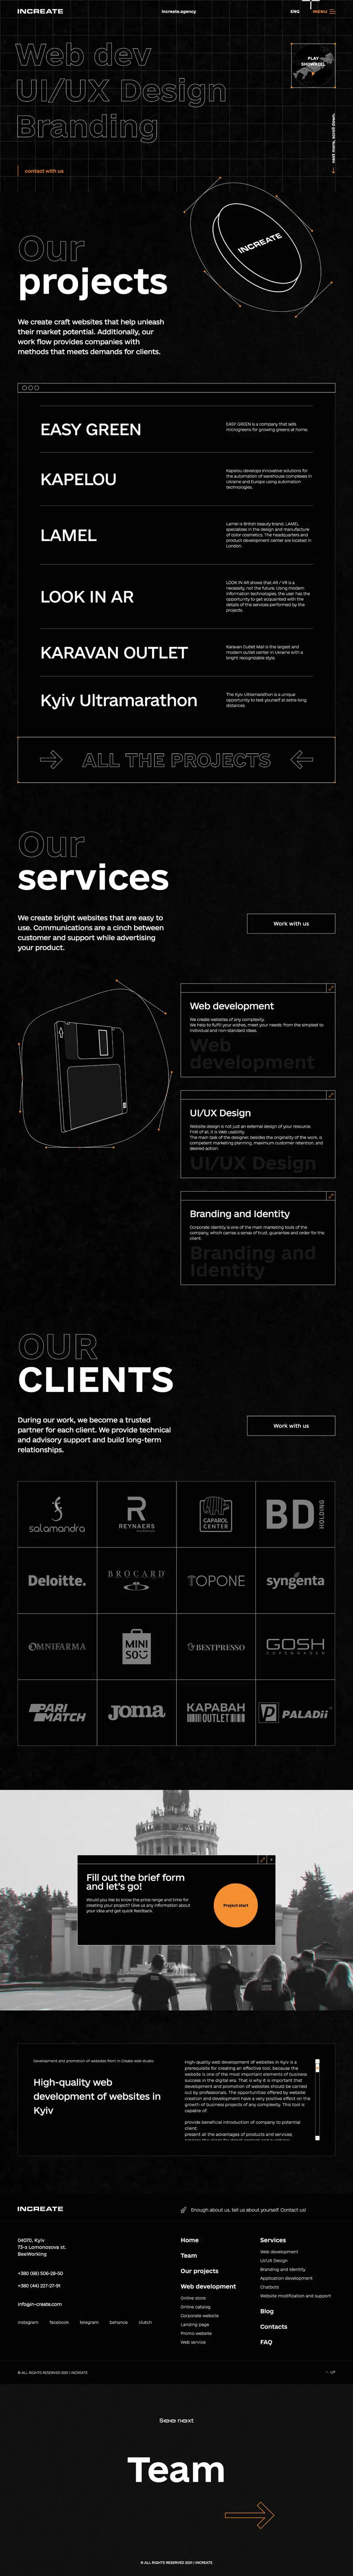 INCREATE
increate.agency
ENG
MENU
Web dev
UI/UX Design
Branding
PLAY
SHOWREEL
next more, scroll down.
contact with us
INCREATE
Our
projects
We create craft websites that help unleash
their market potential. Additionally, our
work flow provides companies with
methods that meets demands for clients.
EASY GREEN
EASY GREEN is a company that sells
microgreens for growing greens at home.
KAPELOU
Kapelou develops innovative solutions for
the automation of warehouse complexes in
Ukraine and Europe using automation
technologies.
LAMEL
Lamel is British beauty brand. LAMEL
specializes in the design and manufacture
of color cosmetics. The headquarters and
product development center are located in
London.
LOOK IN AR
LOOK IN AR shows that AR / VR is a
necessity, not the future. Using modern
information technologies, the user has the
opportunity to get acquainted with the
details of the services performed by the
projects.
KARAVAN OUTLET
Karavan Outlet Mall is the largest and
modern outlet center in Ukraine with a
bright recognizable style.
Kyiv Ultramarathon
The Kyiv Ultramarathon is a unique
opportunity to test yourself at extra-long
distances.
ALL THE PROJECTS
Our
services
We create bright websites that are easy to
use. Communications are a cinch between
customer and support while advertising
your product.
Work with us
Web development
We create websites of any complexity.
We help to fulfill your wishes, meet your needs, from the simplest to
individual and non-standard ideas.
Web
development
UI/UX Design
Website design is not just an external design of your resource.
First of all, it is Web usability.
The main task of the designer, besides the originality of the work, is
competent marketing planning, maximum customer retention, and
desired action.
UI/UX Design
Branding and Identity
Corporate identity is one of the main marketing tools of the
company, which carries a sense of trust, guarantees and order for the
client.
Branding and
Identity
OUR
CLIENTS
During our work, we become a trusted
partner for each client. We provide technical
and advisory support and build long-term
relationships.
Work with us
salamandra
REYNAERS
CAPAROL
CENTER
BD HOLDING
Deloitte.
BROCARD
TOPONE
syngenta
OMNIFARMA
MINI
SO
BESTPRESSO
GOSH
COPENHAGEN
PARI
MATCH
Joma
КАРАВАН
OUTLET
PALADii
Fill out the brief form
and let's go!
Would you like to know the price range and time for
creating your project? Give us any information about
your idea and get quick feedback.
Project start
Development and promotion of websites from In Create web studio
High-quality web
development of websites in
Kyiv
High-quality web development of websites in Kyiv is a
prerequisite for creating an effective tool, because the
website is one of the most important elements of business
success in the digital era. That is why it is important that
development and promotion of websites should be carried
out by professionals. The opportunities offered by website
creation and development have a very positive effect on the
growth of business projects of any complexity. This tool is
capable of:
provide beneficial introduction of company to potential
client;
present all the advantages of products and services;
INCREATE
Enough about us, tell us about yourself. Contact us!
04070, Kyiv
73-a Lomonosova st.
BeeWorking
+380 (68) 506-28-50
+380 (44) 227-27-91
info@in-create.com
instagram
facebook
telegram
behance
clutch
Home
Team
Our projects
Web development
Online store
Online catalog
Corporate website
Landing page
Promo website
Web service
Services
Web development
UI/UX Design
Branding and Identity
Application development
Chatbots
Website modification and support
Blog
Contacts
FAQ
© ALL RIGHTS RESERVED 2021 | INCREATE
UP
See next
Team
© ALL RIGHTS RESERVED 2021 | INCREATE